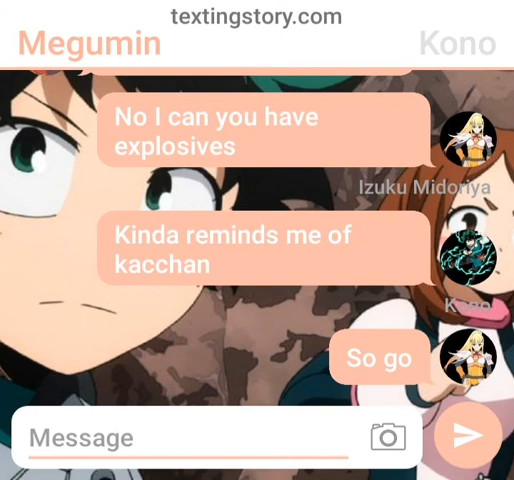 textingstory.com
Megumin
Kono
No I can you have
explosives
Izuku Midoriya
Kinda reminds me of
kacchan
Kono
So go
Message